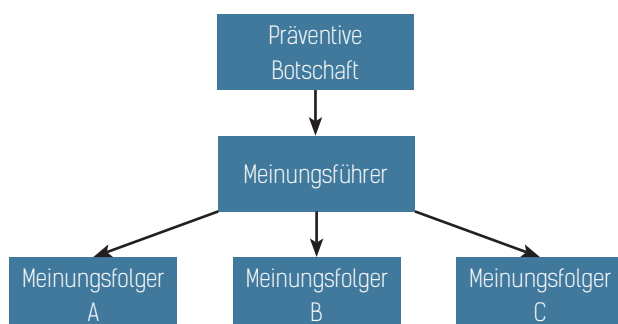 Präventive
Botschaft
Meinungsführer
Meinungsfolger
A
Meinungsfolger
B
Meinungsfolger
C